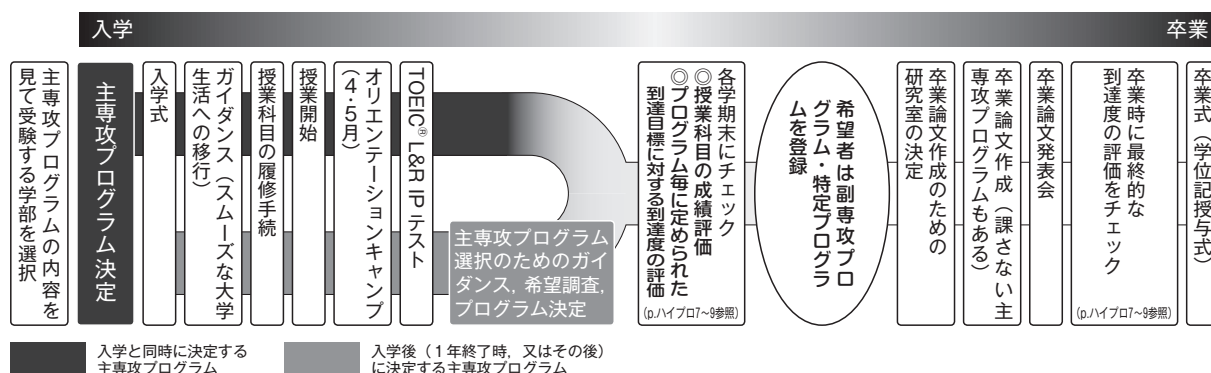 入学
卒業
主専攻プログラムの内容を
見て受験する学部を選択
主専攻プログラム決定
入学式
ガイダンス（スムーズな大学
生活への移行）
授業科目の履修手続
授業開始
オリエンテーションキャンプ
（4・5月）
TOEIC® L&R IP テスト
主専攻プログラム
選択のためのガイ
ダンス，希望調査，
プログラム決定
各学期末にチェック
◎授業科目の成績評価
◎プログラム毎に定められた
到達目標に対する到達度の評価
(p.ハイプロ7〜9参照)
希望者は副専攻プロ
グラム・特定プログラ
ムを登録
卒業論文作成のための
研究室の決定
卒業論文作成（課さない主
専攻プログラムもある）
卒業論文発表会
卒業時に最終的な
到達度の評価をチェック
(p.ハイプロ7〜9参照)
卒業式（学位記授与式）
入学と同時に決定する
主専攻プログラム
入学後（１年終了時，又はその後）
に決定する主専攻プログラム